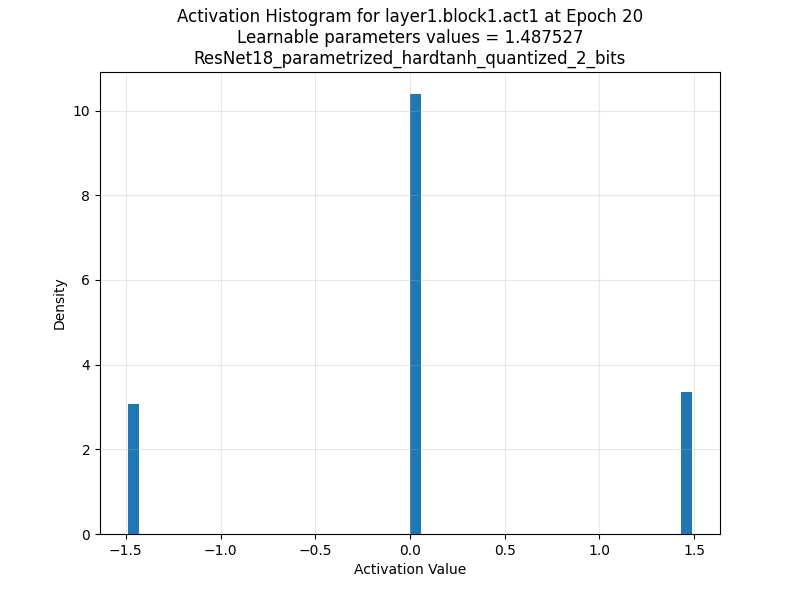 Activation Histogram for layer1.block1.act1 at Epoch 20
Learnable parameters values = 1.487527
ResNet18_parametrized_hardtanh_quantized_2_bits
10
8
6
4
2
0
Density
−1.5 −1.0 −0.5 0.0 0.5 1.0 1.5
Activation Value